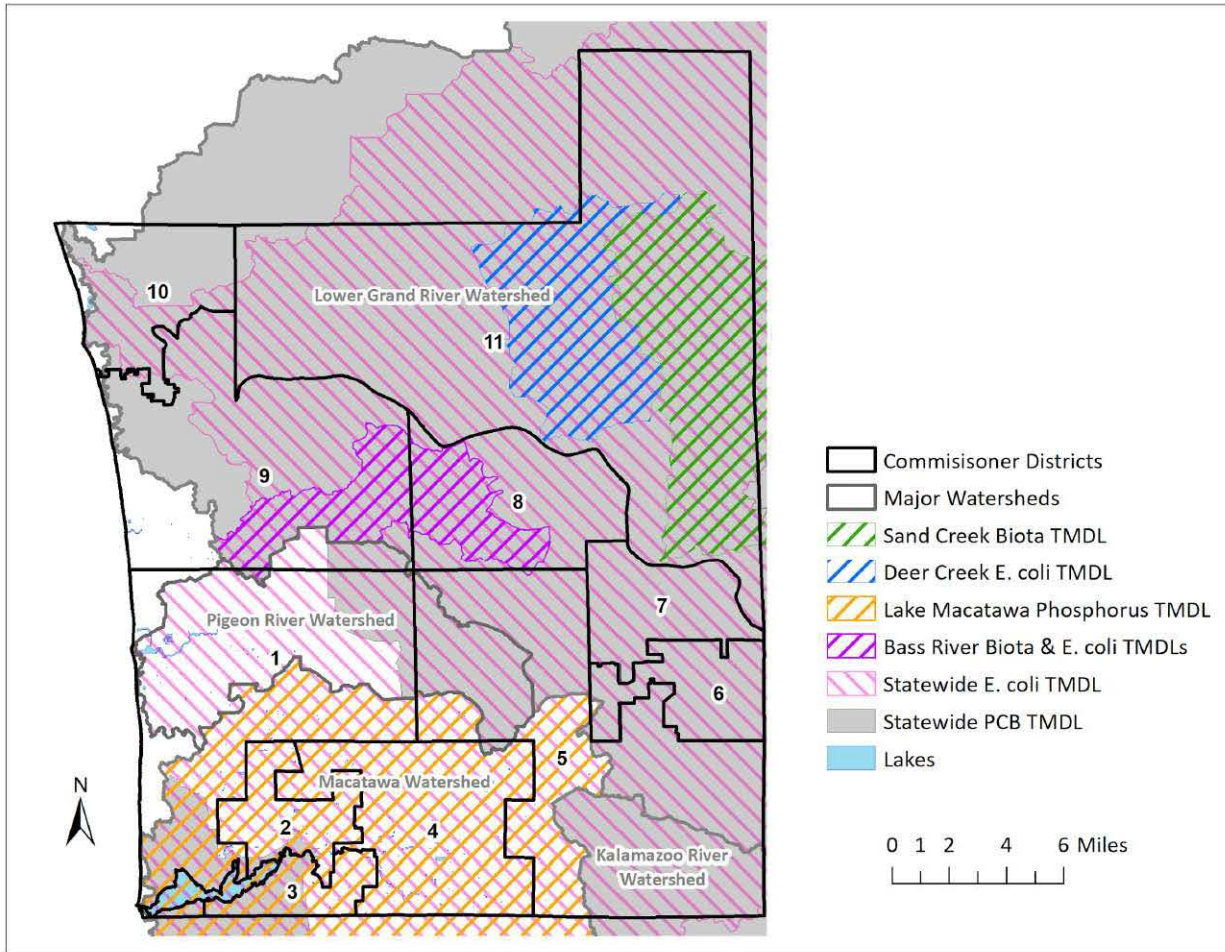 10
Lower Grand River Watershed
11
9
8
7
Pigeon River Watershed
1
6
5
Macatawa Watershed
2
4
Kalamazoo River
Watershed
3
N
Commisisoner Districts
Major Watersheds
Sand Creek Biota TMDL
Deer Creek E. coli TMDL
Lake Macatawa Phosphorus TMDL
Bass River Biota & E. coli TMDLs
Statewide E. coli TMDL
Statewide PCB TMDL
Lakes
0 1 2 4 6 Miles